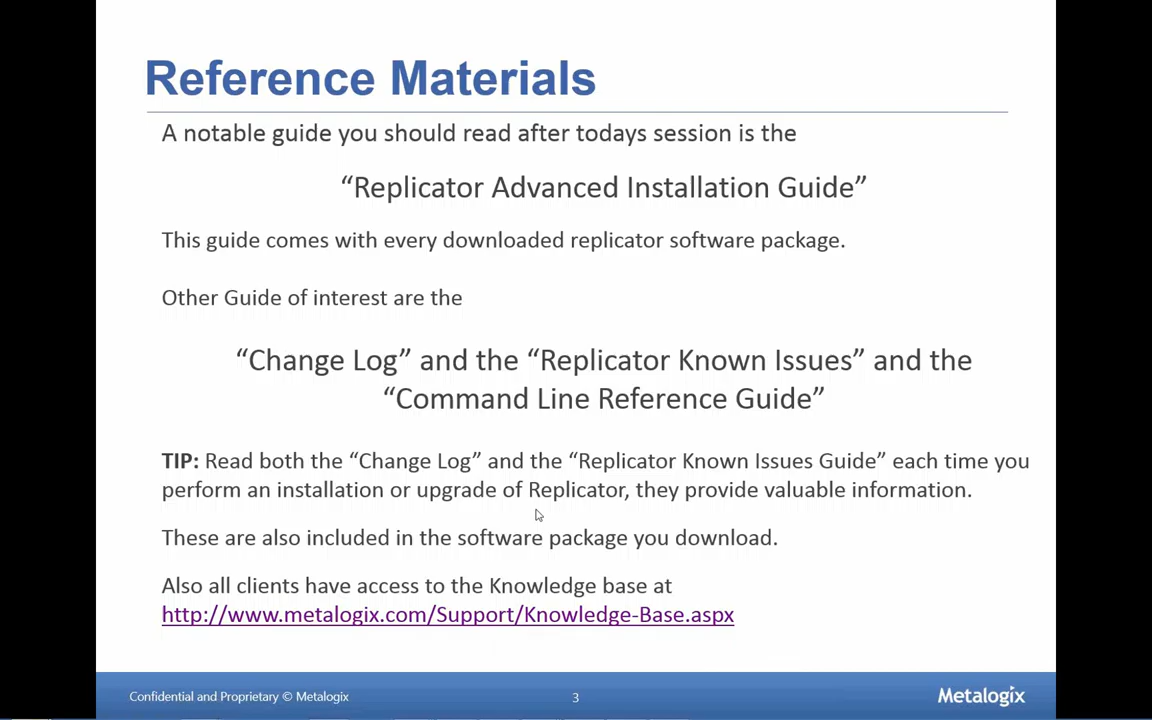 Reference Materials
A notable guide you should read after todays session is the
“Replicator Advanced Installation Guide”
This guide comes with every downloaded replicator software package.
Other Guide of interest are the
“Change Log” and the “Replicator Known Issues” and the
“Command Line Reference Guide”
TIP: Read both the “Change Log” and the “Replicator Known Issues Guide” each time you
perform an installation or upgrade of Replicator, they provide valuable information.
These are also included in the software package you download.
Also all clients have access to the Knowledge base at
http://www.metalogix.com/Support/Knowledge-Base.aspx
Confidential and Proprietary © Metalogix
3
Metalogix